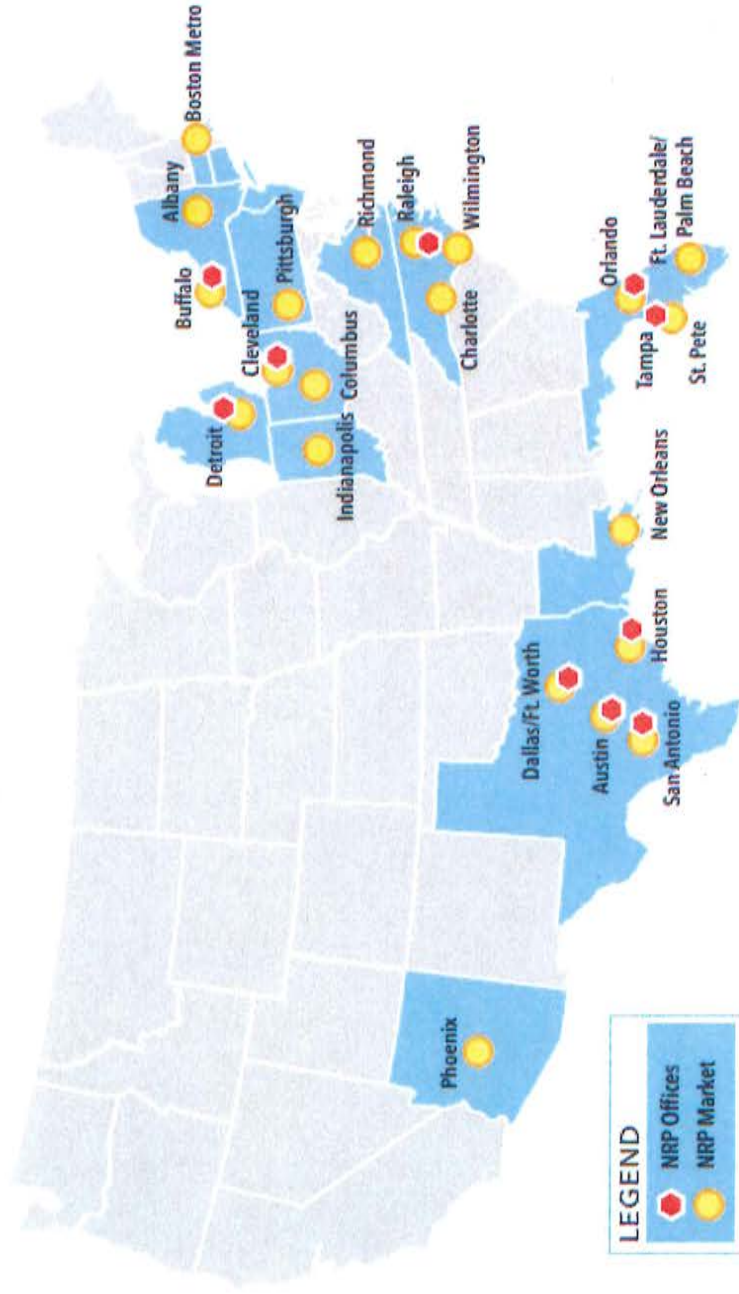 Boston Metro
Albany
Buffalo
Pittsburgh
Cleveland
Columbus
Detroit
Indianapolis
Richmond
Raleigh
Wilmington
Charlotte
Orlando
Ft. Lauderdale/
Palm Beach
Tampa
St. Pete
New Orleans
Houston
Dallas/Ft. Worth
Austin
San Antonio
Phoenix
LEGEND
NRP Offices
NRP Market